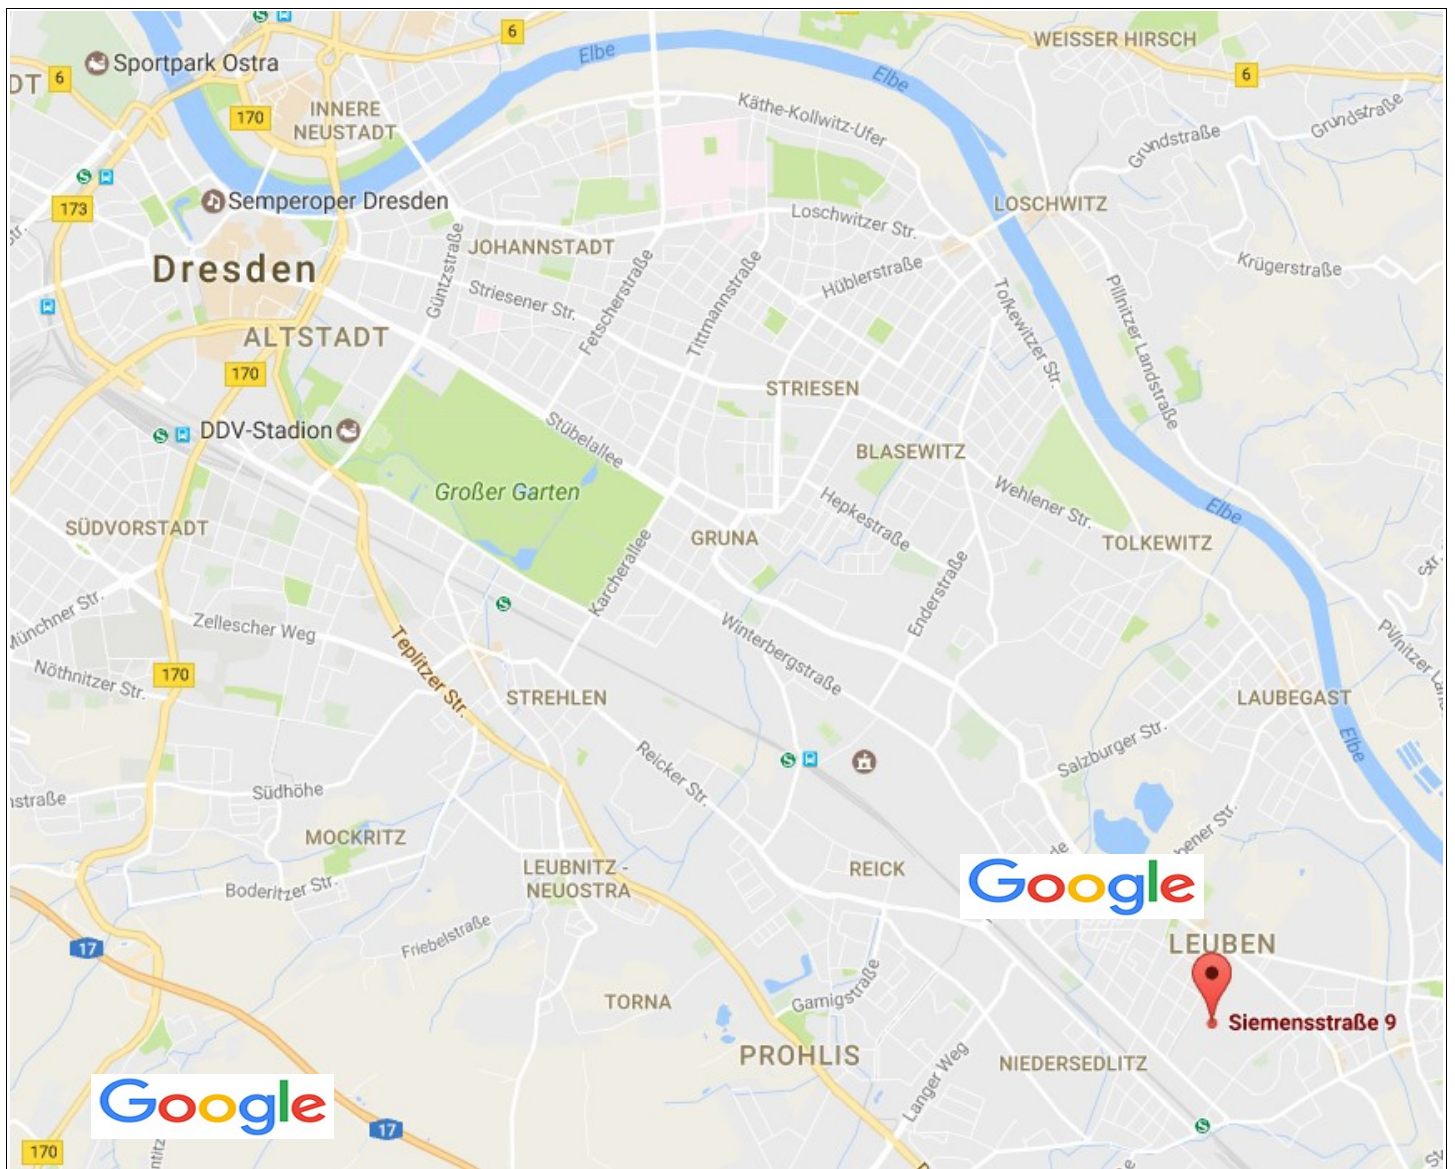 Elbe
6
WEISSER HIRSCH
Sportpark Ostra
DT
6
Elbe
6
170
INNERE
NEUSTADT
Käthe-Kollwitz-Ufer
Grundstraße
Grundstraße
173
Semperoper Dresden
LOSCHWITZ
Loschwitzer Str.
JOHANNSTADT
Güntzstraße
Dresden
Krügerstraße
Hüblerstraße
Striesener Str.
Fetscherstraße
Tittmannstraße
Tolkewitzer Str.
Pillnitzer Landstraße
ALTSTADT
170
STRIESEN
DDV-Stadion
Stübelallee
BLASEWITZ
Großer Garten
Wehlener Str.
Hepkestraße
Elbe
SÜDVORSTADT
GRUNA
TOLKEWITZ
Karcherallee
Enderstraße
Münchner Str.
Zellescher Weg
Winterbergstraße
Teplitzer Str.
Nöthnitzer Str.
170
STREHLEN
LAUBEGAST
Salzburger Str.
Elbe
Reicker Str.
Südhöhe
nstraße
MOCKRITZ
bener Str.
LEUBNITZ -
NEUOSTRA
REICK
Google
Boderitzer Str.
Friebelstraße
17
LEUBEN
Gamigstraße
TORNA
Siemensstraße 9
PROHLIS
NIEDERSEDLITZ
Langer Weg
Google
17
170